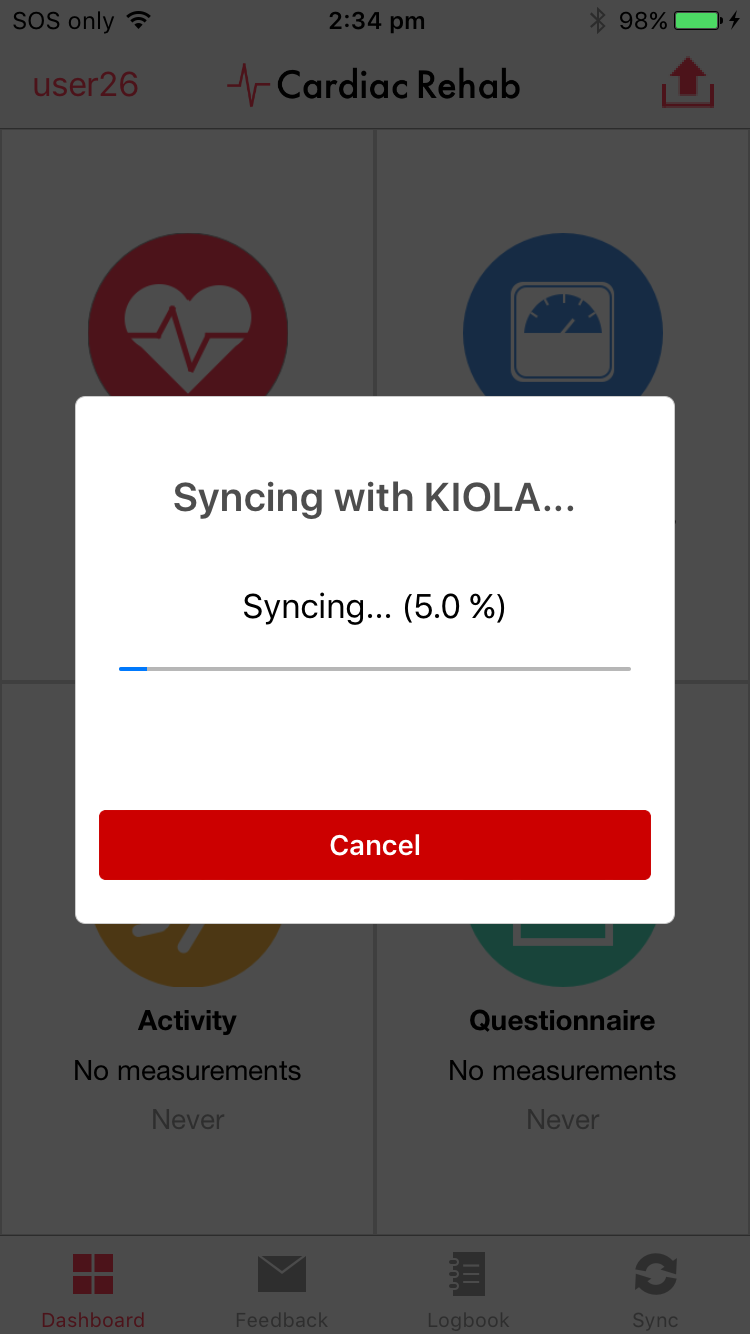 SOS only 2:34 pm 98%
user26 Cardiac Rehab
Syncing with KIOLA...
Syncing... (5.0 %)
Cancel
Activity Questionnaire
No measurements No measurements
Never Never
Dashboard Feedback Logbook Sync